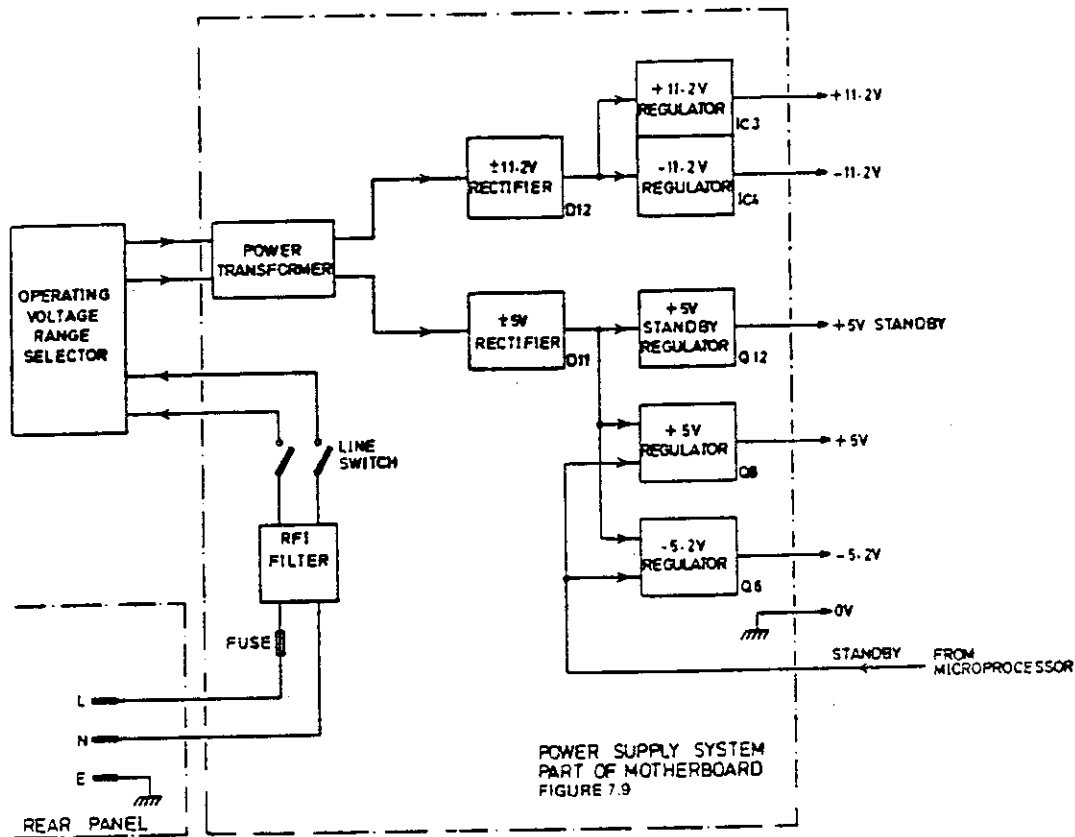 +11·2V
REGULATOR
IC3
+11·2V
±11·2V
RECTIFIER
D12
-11·2V
REGULATOR
IC4
-11·2V
OPERATING
VOLTAGE
RANGE
SELECTOR
POWER
TRANSFORMER
±5V
RECTIFIER
D11
+5V
STANDBY
REGULATOR
Q12
+5V STANDBY
LINE
SWITCH
+5V
REGULATOR
Q8
+5V
RFI
FILTER
-5·2V
REGULATOR
Q6
-5·2V
0V
FUSE
STANDBY
FROM
MICROPROCESSOR
L
N
E
REAR PANEL
POWER SUPPLY SYSTEM
PART OF MOTHERBOARD
FIGURE 7.9